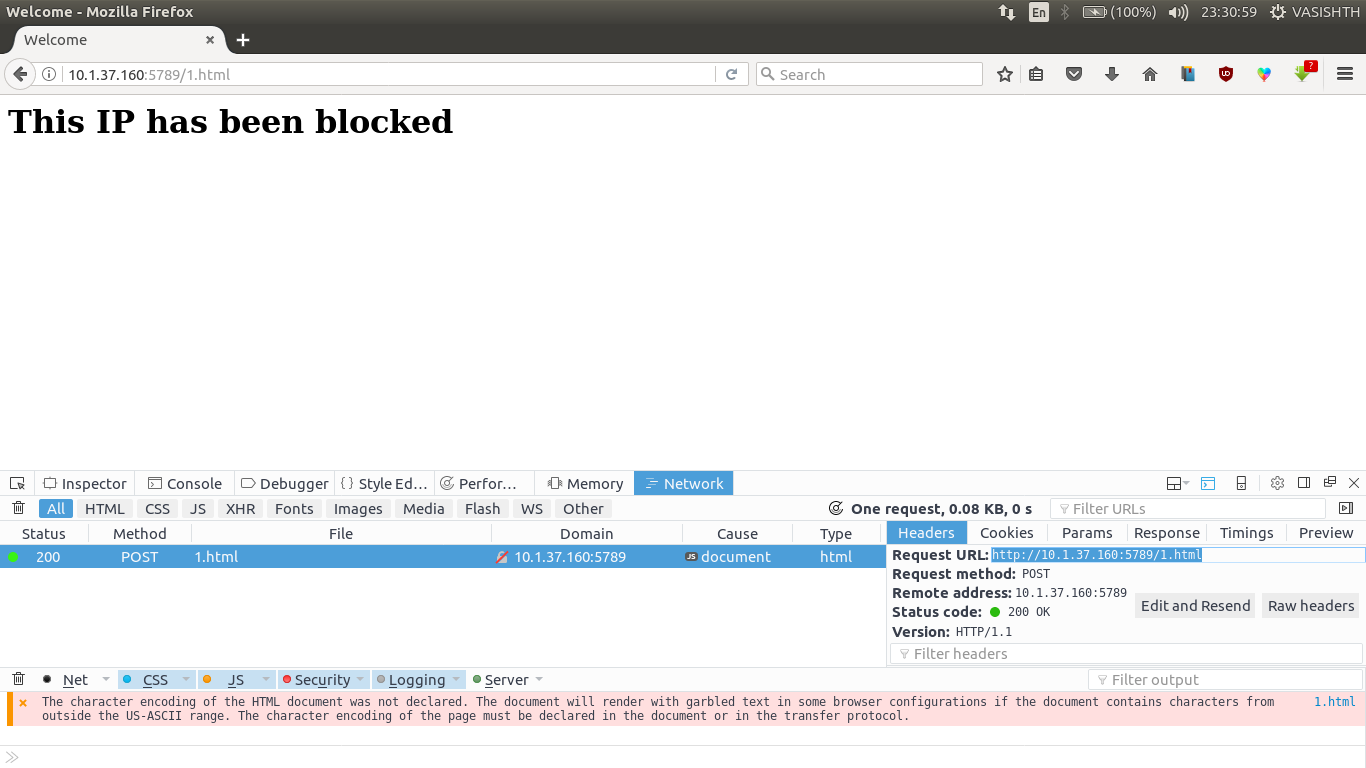 Welcome - Mozilla Firefox
En
(100%)
23:30:59
VASISHTH
Welcome
10.1.37.160:5789/1.html
Search
?
This IP has been blocked
Inspector
Console
Debugger
Style Ed…
Perfor…
Memory
Network
All
HTML
CSS
JS
XHR
Fonts
Images
Media
Flash
WS
Other
One request, 0.08 KB, 0 s
Filter URLs
Status
Method
File
Domain
Cause
Type
Headers
Cookies
Params
Response
Timings
Preview
200
POST
1.html
10.1.37.160:5789
JS
document
html
Request URL: http://10.1.37.160:5789/1.html
Request method: POST
Remote address: 10.1.37.160:5789
Status code: 200 OK
Edit and Resend
Raw headers
Version: HTTP/1.1
Filter headers
Net
CSS
JS
Security
Logging
Server
Filter output
The character encoding of the HTML document was not declared. The document will render with garbled text in some browser configurations if the document contains characters from
1.html
outside the US-ASCII range. The character encoding of the page must be declared in the document or in the transfer protocol.